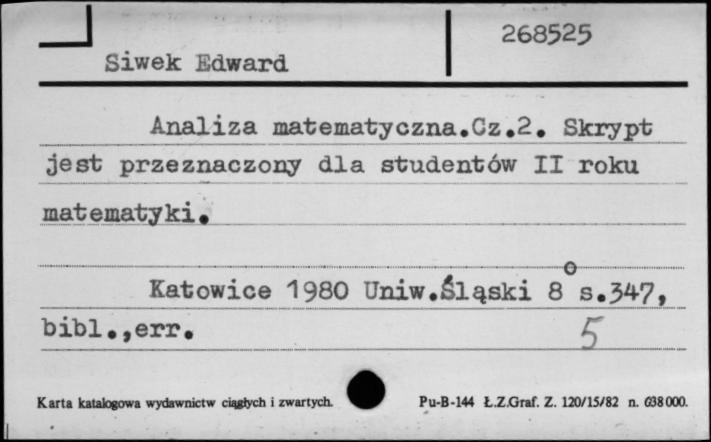 268525
Siwek Edward
Analiza matematyczna.Cz.2. Skrypt
jest przeznaczony dla studentów II roku
matematyki.
Katowice 1980 Uniw.Śląski 8° s.347,
bibl.,err.
5
Karta katalogowa wydawnictw ciągłych i zwartych.
Pu-B-144 Ł.Z.Graf. Z. 120/15/82 n. 638000.